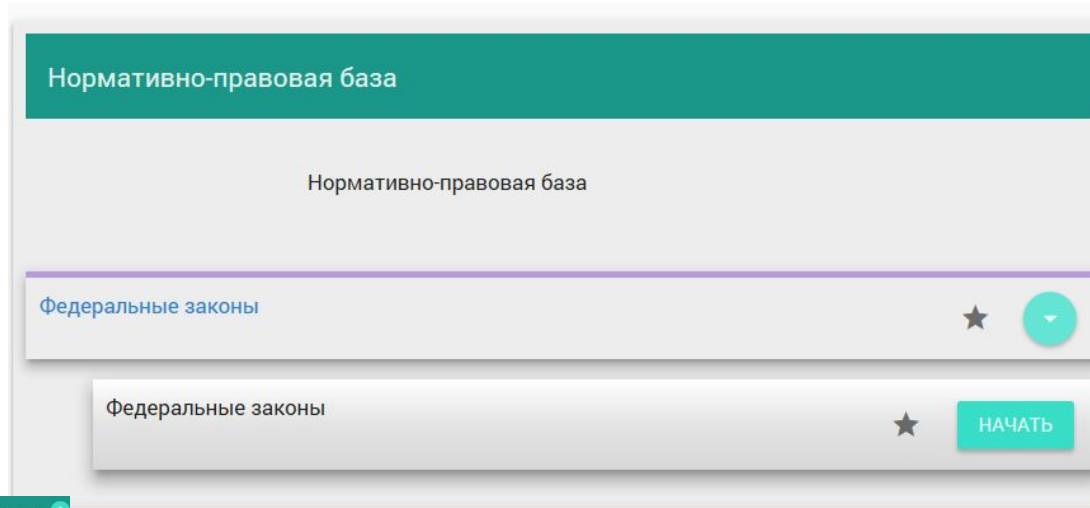 Нормативно-правовая база
Нормативно-правовая база
Федеральные законы
Федеральные законы
НАЧАТЬ